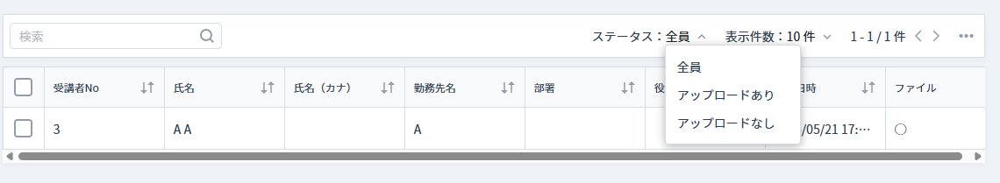 検索 ステータス：全員 表示件数：10 件 1 - 1 / 1 件
全員
アップロードあり
アップロードなし
受講者No 氏名 氏名（カナ） 勤務先名 部署 役 日時 ファイル
3 A A A /05/21 17:… ○